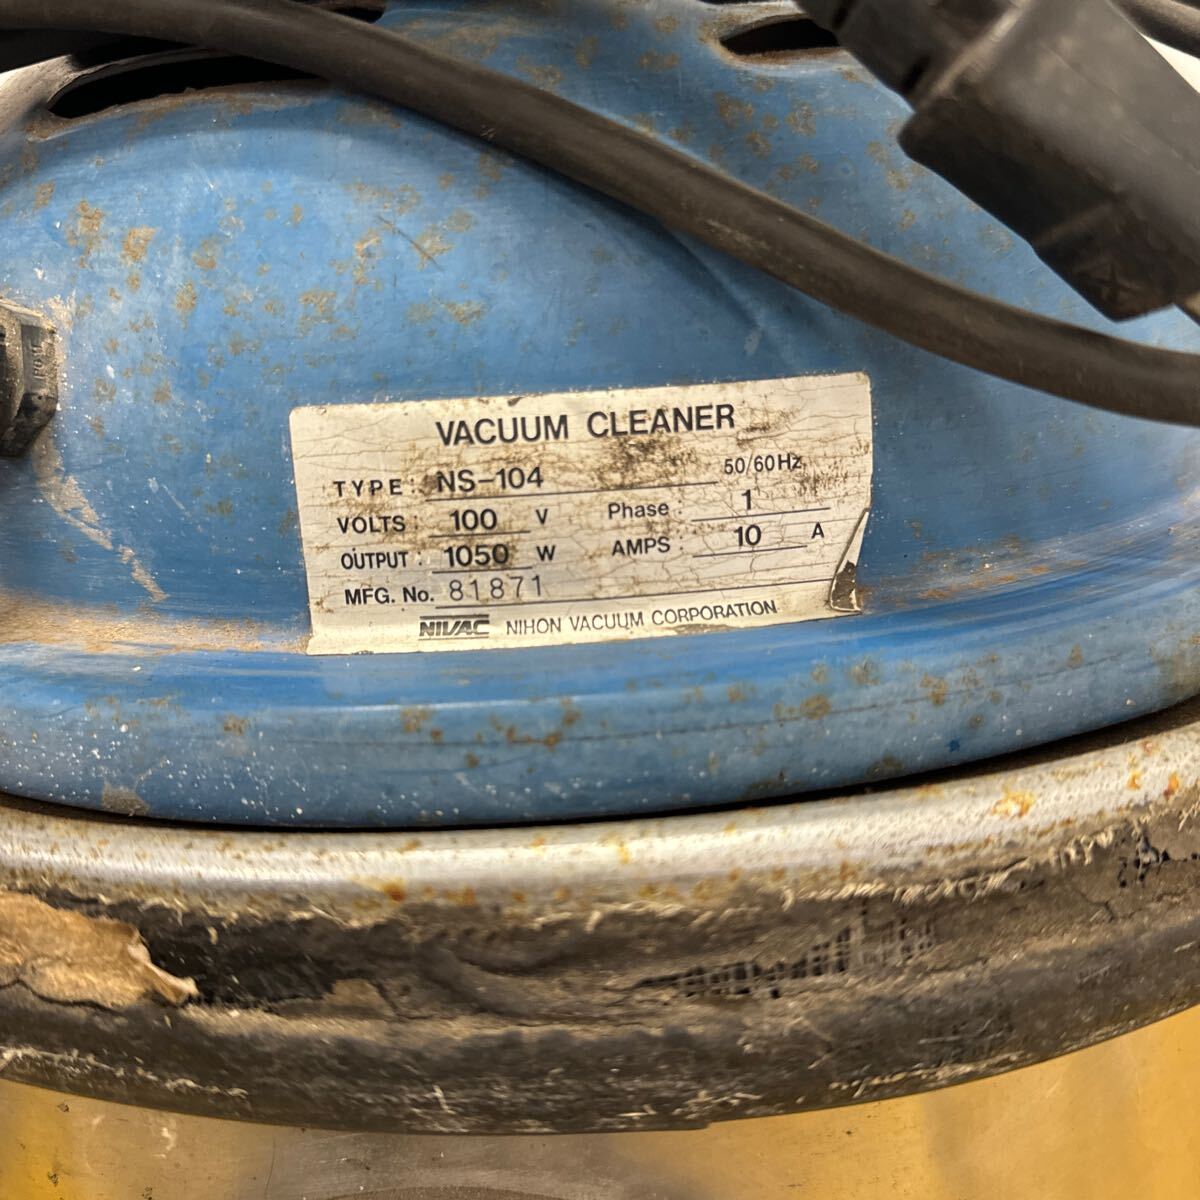 VACUUM CLEANER
TYPE: NS-104 50/60Hz
VOLTS: 100 V Phase: 1
OUTPUT: 1050 W AMPS: 10 A
MFG. No. 81871
NIVAC NIHON VACUUM CORPORATION